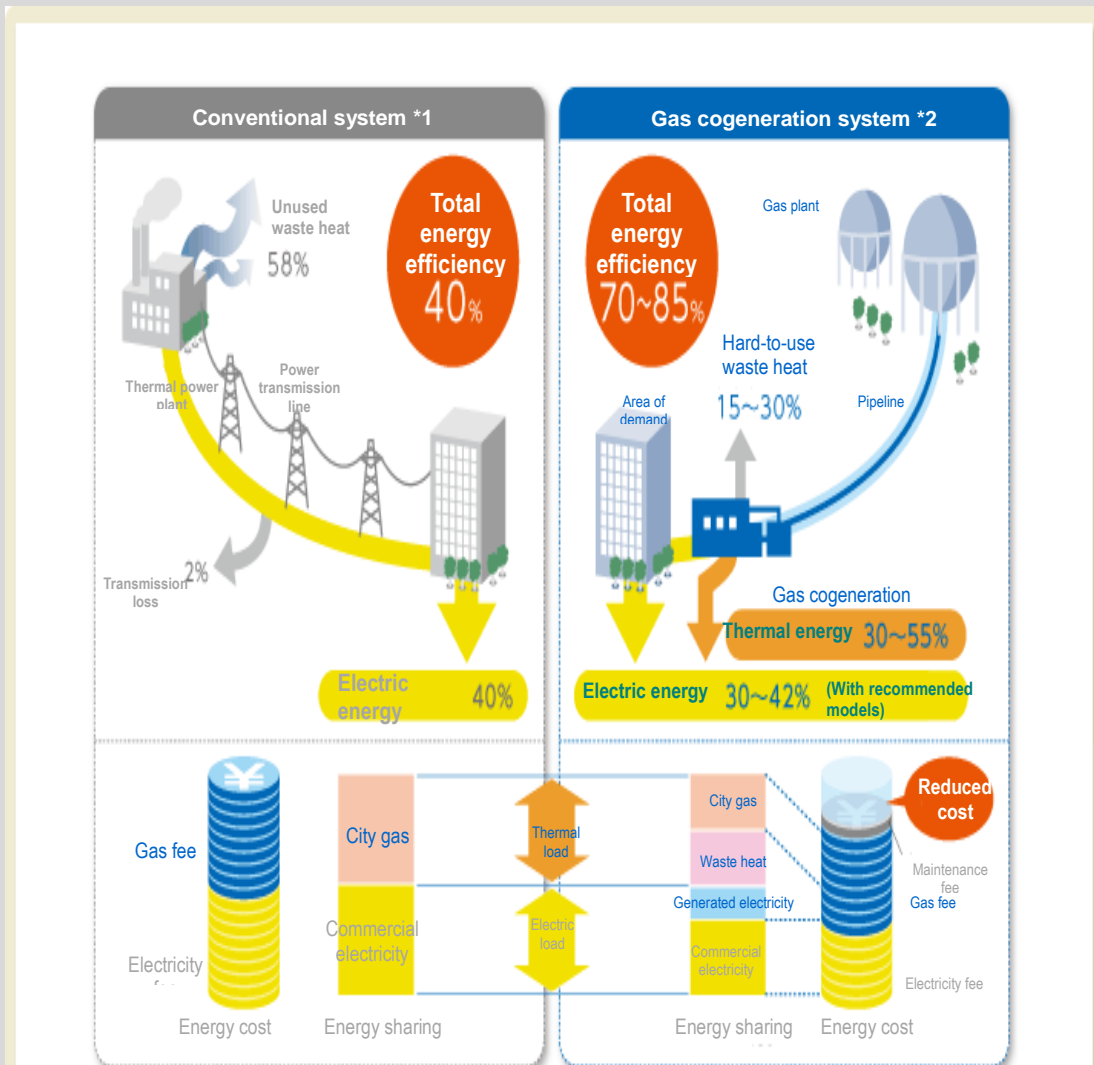 Conventional system *1
Unused
waste heat
58%
Total
energy
efficiency
40%
Thermal power
plant
Power
transmission
line
2%
Transmission
loss
Electric
energy
40%
Gas cogeneration system *2
Total
energy
efficiency
70~85%
Gas plant
Hard-to-use
waste heat
15~30%
Area of
demand
Pipeline
Gas cogeneration
Thermal energy 30~55%
Electric energy 30~42% (With recommended
models)
¥
Gas fee
Electricity
Energy cost
City gas
Commercial
electricity
Energy sharing
Thermal
load
Electric
load
City gas
Waste heat
Generated electricity
Commercial
electricity
Energy sharing
¥
Reduced
cost
Maintenance
fee
Gas fee
Electricity fee
Energy cost